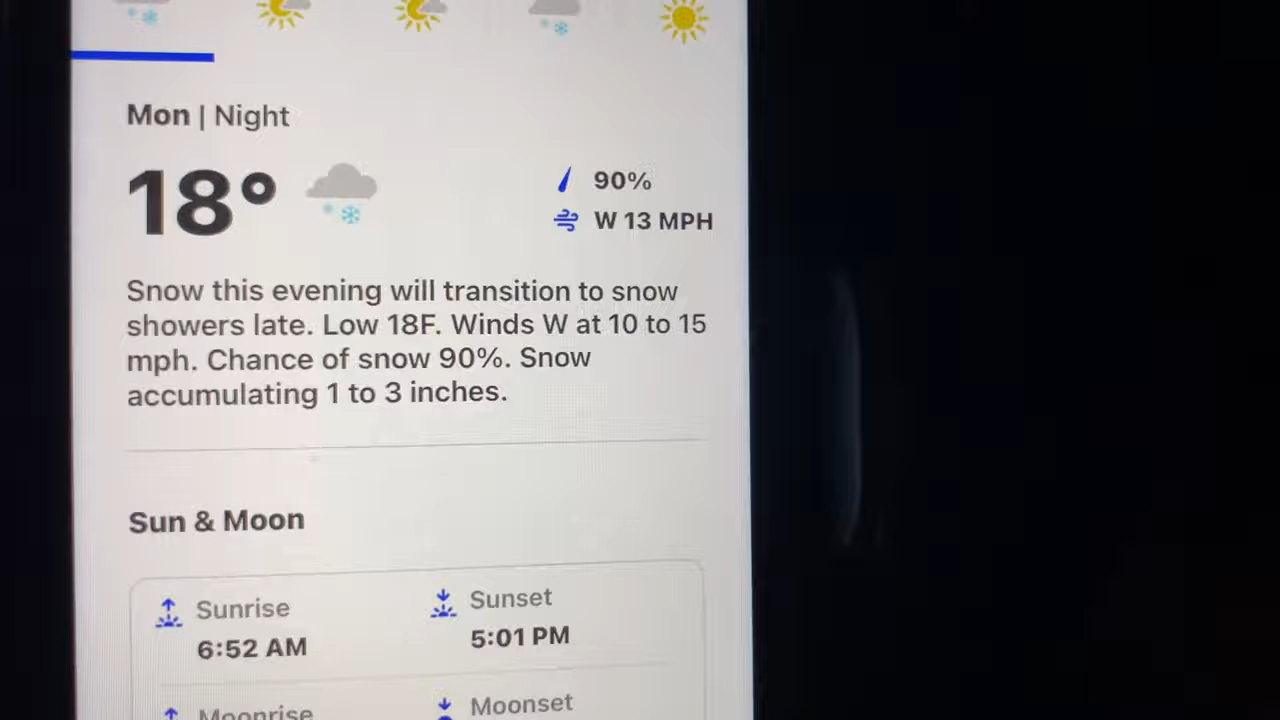 Mon | Night
18°
90%
W 13 MPH
Snow this evening will transition to snow
showers late. Low 18F. Winds W at 10 to 15
mph. Chance of snow 90%. Snow
accumulating 1 to 3 inches.
Sun & Moon
Sunrise
Sunset
6:52 AM
5:01 PM
Moonrise
Moonset